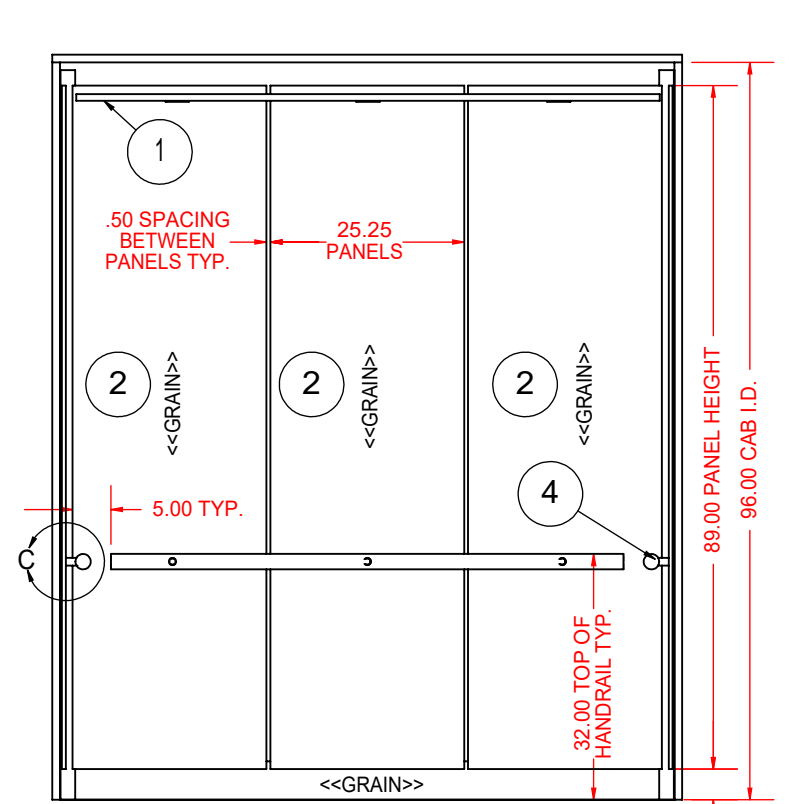 1
.50 SPACING
BETWEEN
PANELS TYP.
25.25
PANELS
2
<<GRAIN>>
2
<<GRAIN>>
2
<<GRAIN>>
89.00 PANEL HEIGHT
96.00 CAB I.D.
5.00 TYP.
4
C
32.00 TOP OF
HANDRAIL TYP.
<<GRAIN>>